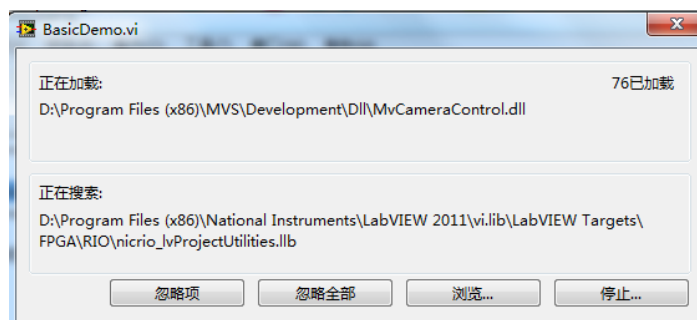 BasicDemo.vi
正在加载: 76已加载
D:\Program Files (x86)\MVS\Development\Dll\MvCameraControl.dll
正在搜索:
D:\Program Files (x86)\National Instruments\LabVIEW 2011\vi.lib\LabVIEW Targets\
FPGA\RIO\nicrio_lvProjectUtilities.llb
忽略项 忽略全部 浏览... 停止...